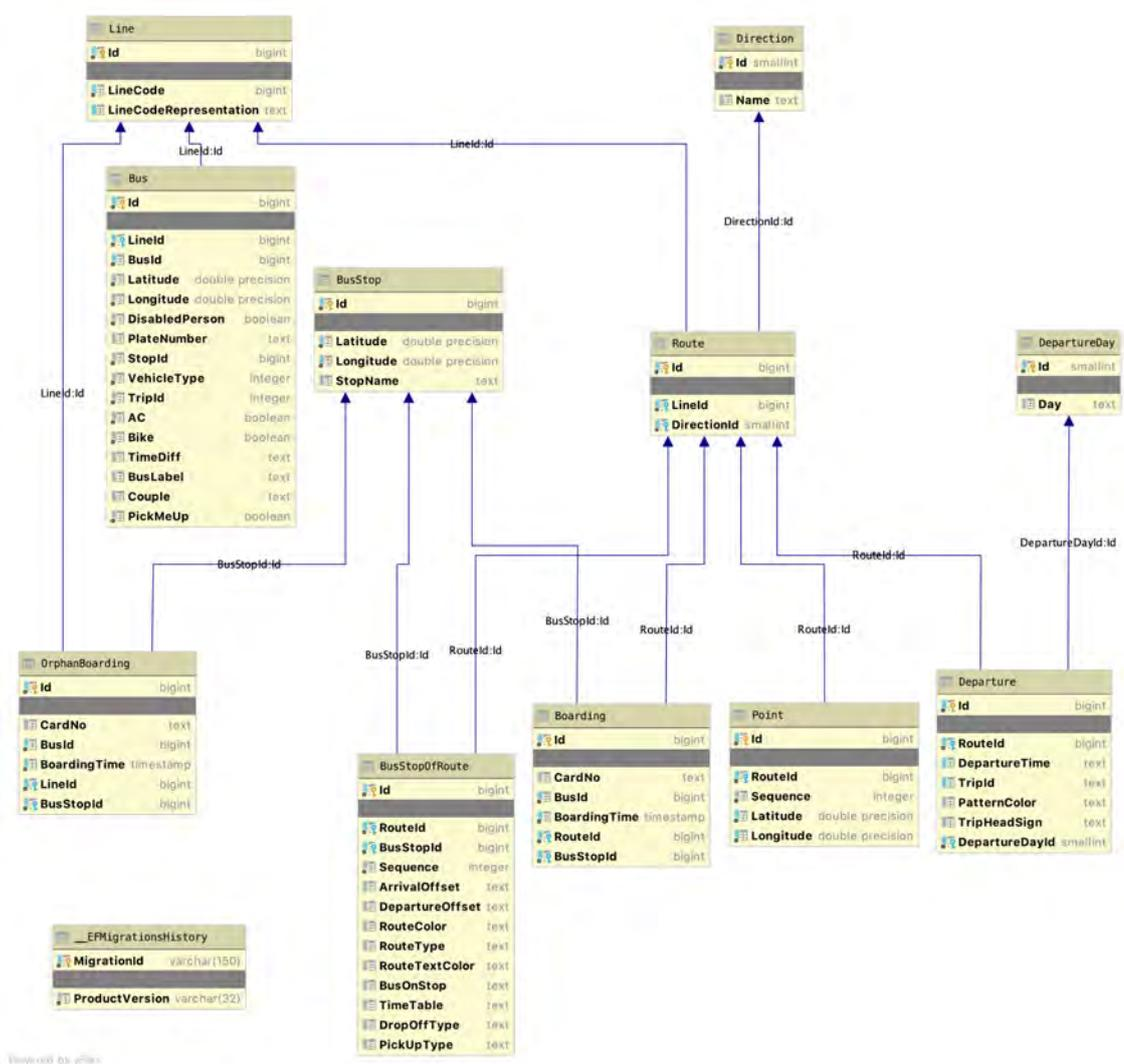 Line
Id bigint
LineCode bigint
LineCodeRepresentation text
Direction
Id smallint
Name text
LineId:Id
LineId:Id
DirectionId:Id
Bus
Id bigint
LineId bigint
BusId bigint
Latitude double precision
Longitude double precision
DisabledPerson boolean
PlateNumber text
StopId bigint
VehicleType integer
TripId integer
AC boolean
Bike boolean
TimeDiff text
BusLabel text
Couple text
PickMeUp boolean
BusStop
Id bigint
Latitude double precision
Longitude double precision
StopName text
Route
Id bigint
LineId bigint
DirectionId smallint
DepartureDay
Id smallint
Day text
LineId:Id
BusStopId:Id
BusStopId:Id
RouteId:Id
BusStopId:Id
RouteId:Id
RouteId:Id
RouteId:Id
DepartureDayId:Id
OrphanBoarding
Id bigint
CardNo text
BusId bigint
BoardingTime timestamp
LineId bigint
BusStopId bigint
BusStopOfRoute
Id bigint
RouteId bigint
BusStopId bigint
Sequence integer
ArrivalOffset text
DepartureOffset text
RouteColor text
RouteType text
RouteTextColor text
BusOnStop text
TimeTable text
DropOffType text
PickUpType text
Boarding
Id bigint
CardNo text
BusId bigint
BoardingTime timestamp
RouteId bigint
BusStopId bigint
Point
Id bigint
RouteId bigint
Sequence integer
Latitude double precision
Longitude double precision
Departure
Id bigint
RouteId bigint
DepartureTime text
TripId text
PatternColor text
TripHeadSign text
DepartureDayId smallint
__EFMigrationsHistory
MigrationId varchar(150)
ProductVersion varchar(32)
Powered by yFiles